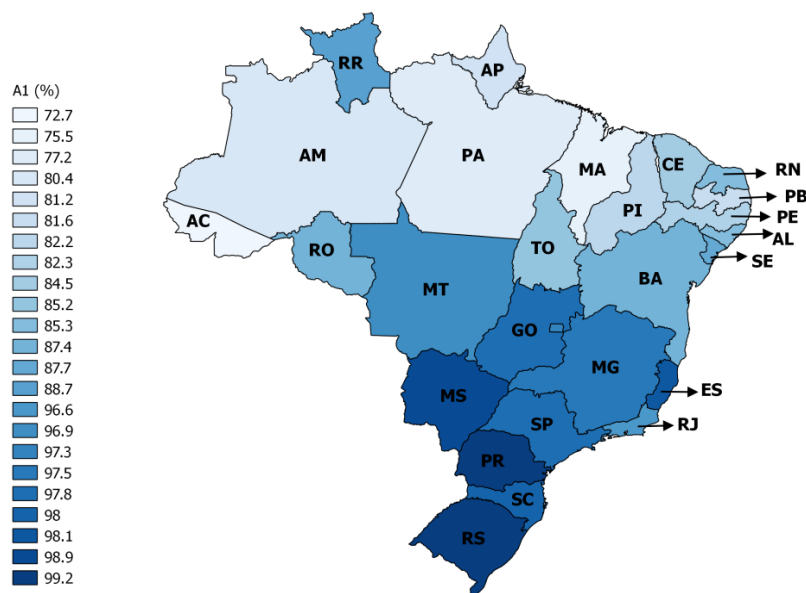 A1 (%)
72.7
75.5
77.2
80.4
81.2
81.6
82.2
82.3
84.5
85.2
85.3
87.4
87.7
88.7
96.6
96.9
97.3
97.5
97.8
98
98.1
98.9
99.2
RR
AP
AM
PA
MA
CE
RN
PB
PI
PE
AL
AC
RO
TO
SE
MT
BA
GO
MG
MS
ES
SP
RJ
PR
SC
RS